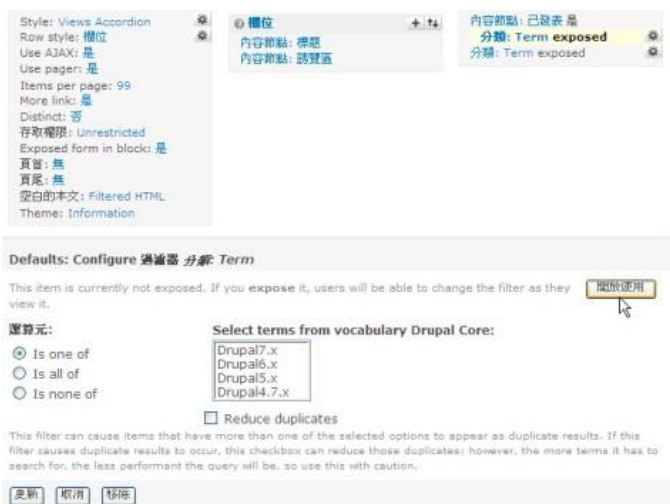 Style: Views Accordion
Row style: 欄位
Use AJAX: 是
Use pager: 是
Items per page: 99
More link: 是
Distinct: 否
存取權限: Unrestricted
Exposed form in block: 是
頁首: 無
頁尾: 無
空白的本文: Filtered HTML
Theme: Information
欄位
內容節點: 標題
內容節點: 誘覽區
內容節點: 已發表 是
分類: Term exposed
分類: Term exposed
Defaults: Configure 過濾器 分類: Term
This item is currently not exposed. If you expose it, users will be able to change the filter as they
view it.
開放使用
運算元:
Is one of
Is all of
Is none of
Select terms from vocabulary Drupal Core:
Drupal7.x
Drupal6.x
Drupal5.x
Drupal4.7.x
Reduce duplicates
This filter can cause items that have more than one of the selected options to appear as duplicate results. If this
filter causes duplicate results to occur, this checkbox can reduce those duplicates; however, the more terms it has to
search for, the less performant the query will be, so use this with caution.
更新 取消 移除